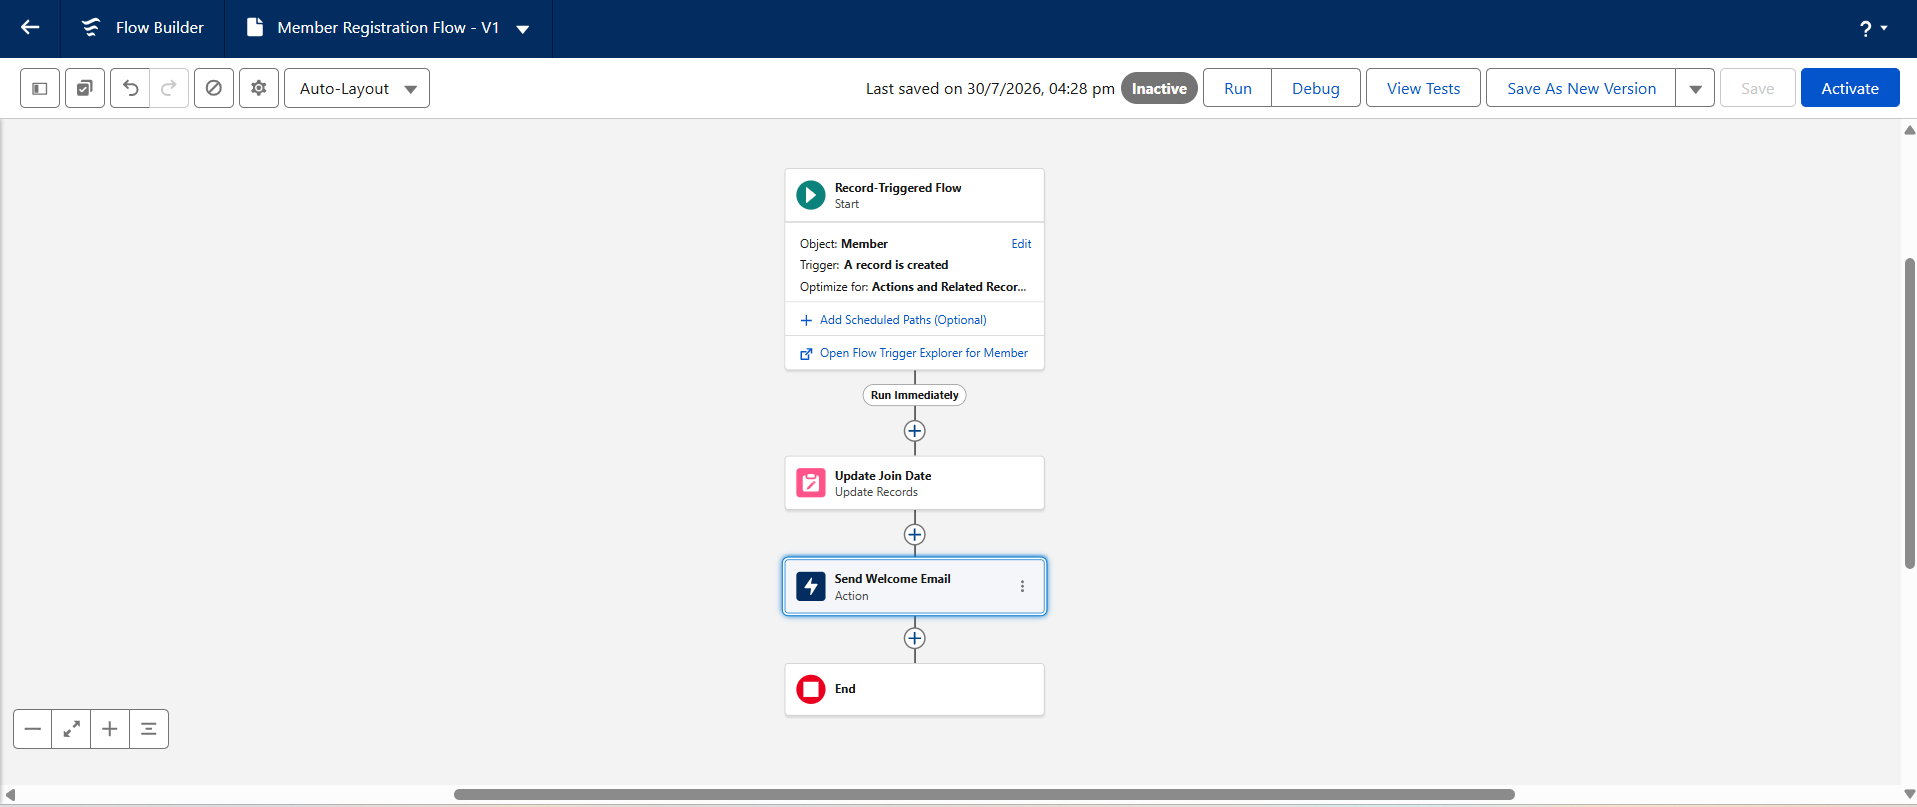 Flow Builder
Member Registration Flow - V1
?
Auto-Layout
Last saved on 30/7/2026, 04:28 pm
Inactive
Run
Debug
View Tests
Save As New Version
Save
Activate
Record-Triggered Flow
Start
Object: Member
Edit
Trigger: A record is created
Optimize for: Actions and Related Recor...
Add Scheduled Paths (Optional)
Open Flow Trigger Explorer for Member
Run Immediately
Update Join Date
Update Records
Send Welcome Email
Action
End